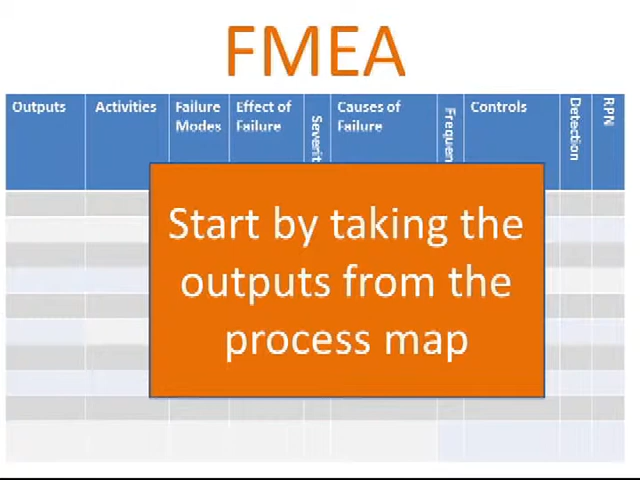 FMEA
Outputs Activities Failure Modes Effect of Failure Causes of Failure Controls Detection RPN
Start by taking the
outputs from the
process map